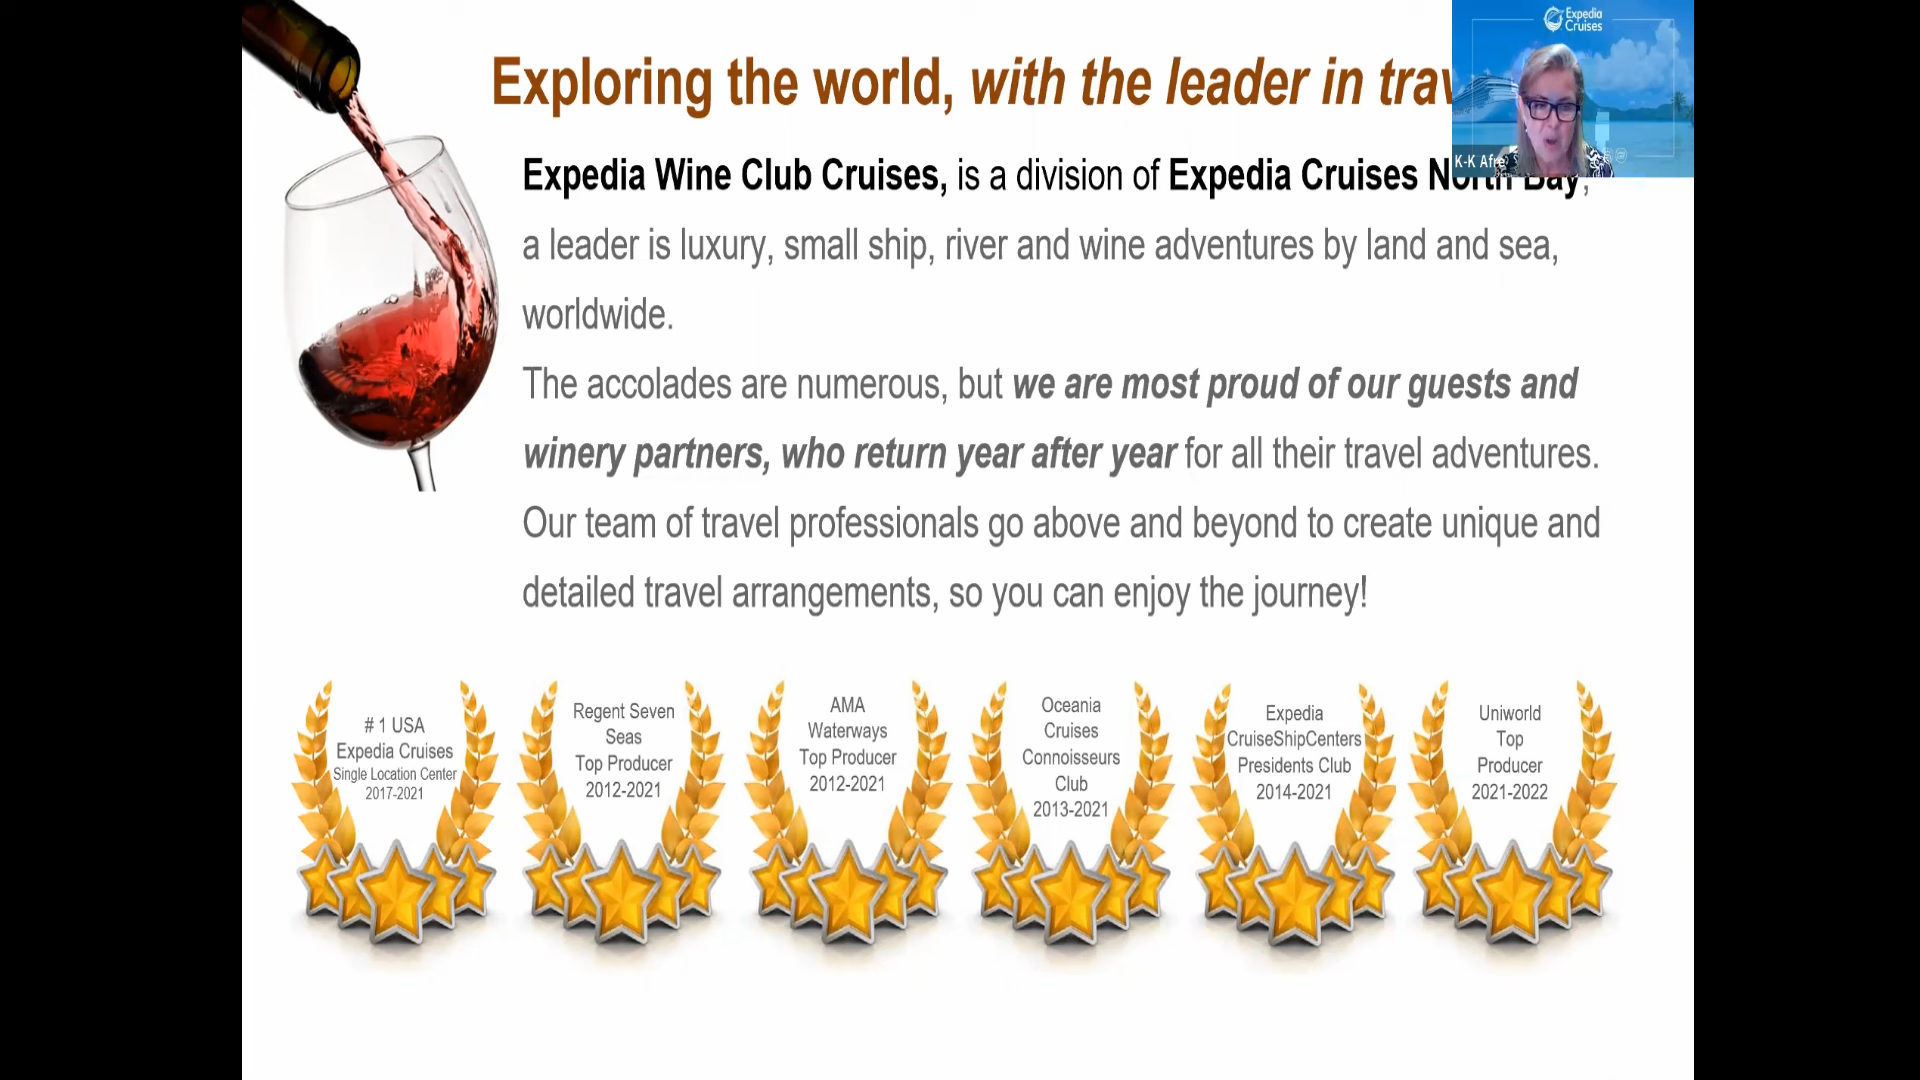 Exploring the world, with the leader in
Expedia Cruises
K-K
Expedia Wine Club Cruises, is a division of Expedia Cruises North Bay,
a leader is luxury, small ship, river and wine adventures by land and sea,
worldwide.
The accolades are numerous, but we are most proud of our guests and
winery partners, who return year after year for all their travel adventures.
Our team of travel professionals go above and beyond to create unique and
detailed travel arrangements, so you can enjoy the journey!
# 1 USA
Expedia Cruises
Single Location Center
2017-2021
Regent Seven
Seas
Top Producer
2012-2021
AMA
Waterways
Top Producer
2012-2021
Oceania
Cruises
Connoisseurs
Club
2013-2021
Expedia
CruiseShipCenters
Presidents Club
2014-2021
Uniworld
Top
Producer
2021-2022